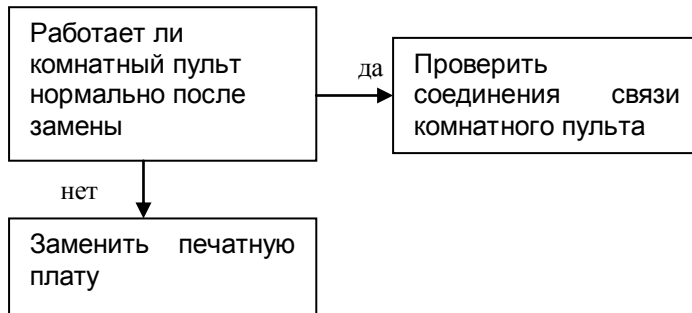 Работает ли
комнатный пульт
нормально после
замены
да
Проверить
соединения связи
комнатного пульта
нет
Заменить печатную
плату